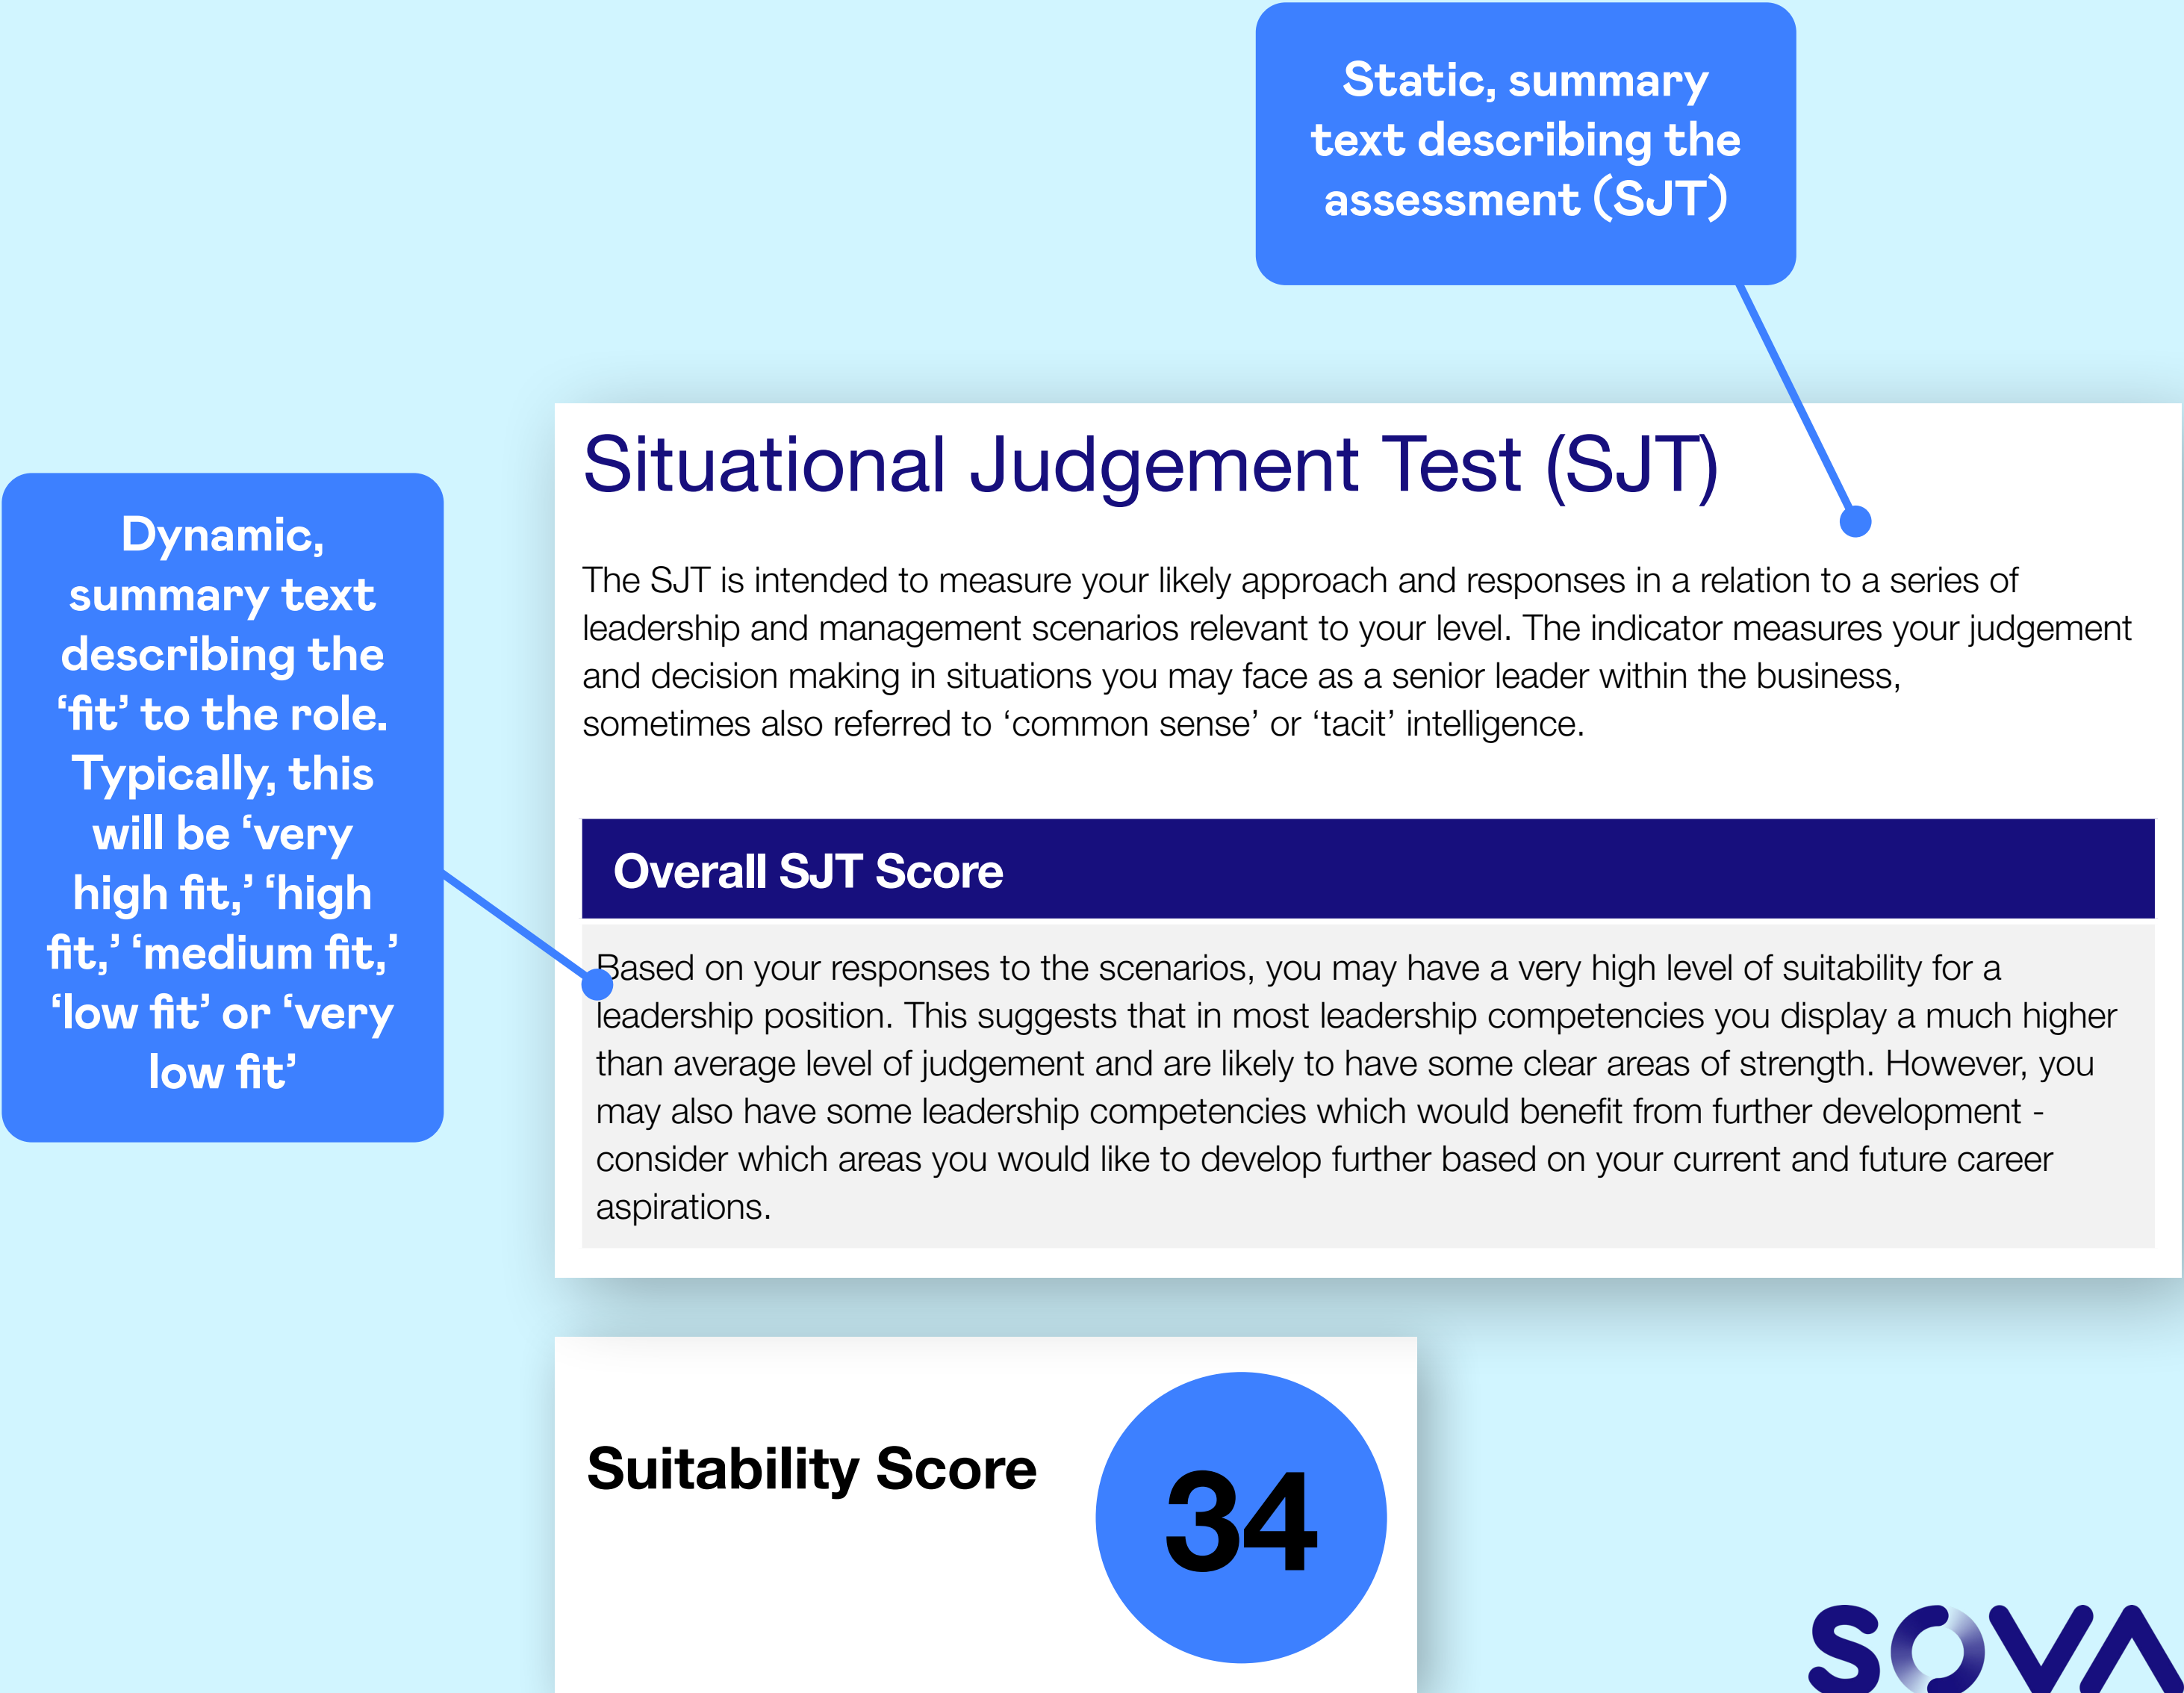 Static, summary
text describing the
assessment (SJT)
Situational Judgement Test (SJT)
The SJT is intended to measure your likely approach and responses in a relation to a series of
leadership and management scenarios relevant to your level. The indicator measures your judgement
and decision making in situations you may face as a senior leader within the business,
sometimes also referred to ‘common sense’ or ‘tacit’ intelligence.
Dynamic,
summary text
describing the
‘fit’ to the role.
Typically, this
will be ‘very
high fit,’ ‘high
fit,’ ‘medium fit,’
‘low fit’ or ‘very
low fit’
Overall SJT Score
Based on your responses to the scenarios, you may have a very high level of suitability for a
leadership position. This suggests that in most leadership competencies you display a much higher
than average level of judgement and are likely to have some clear areas of strength. However, you
may also have some leadership competencies which would benefit from further development -
consider which areas you would like to develop further based on your current and future career
aspirations.
Suitability Score
34
SOVA